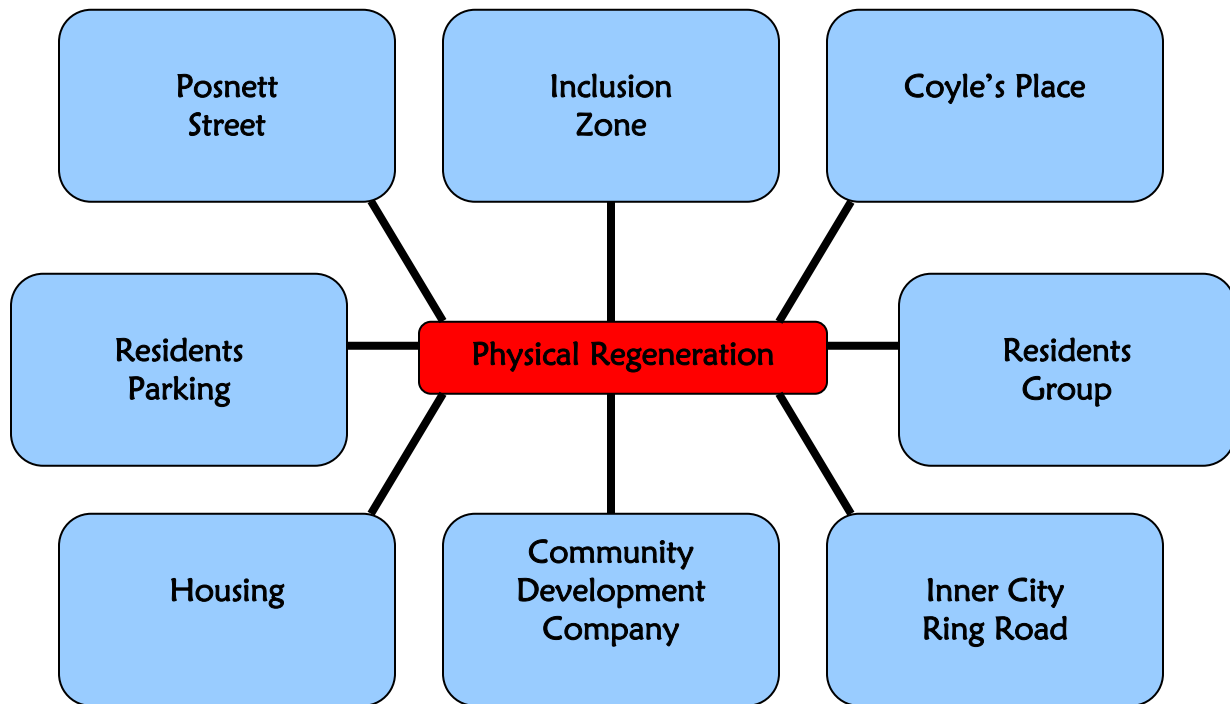 Posnett
Street
Inclusion
Zone
Coyle's Place
Residents
Parking
Physical Regeneration
Residents
Group
Housing
Community
Development
Company
Inner City
Ring Road